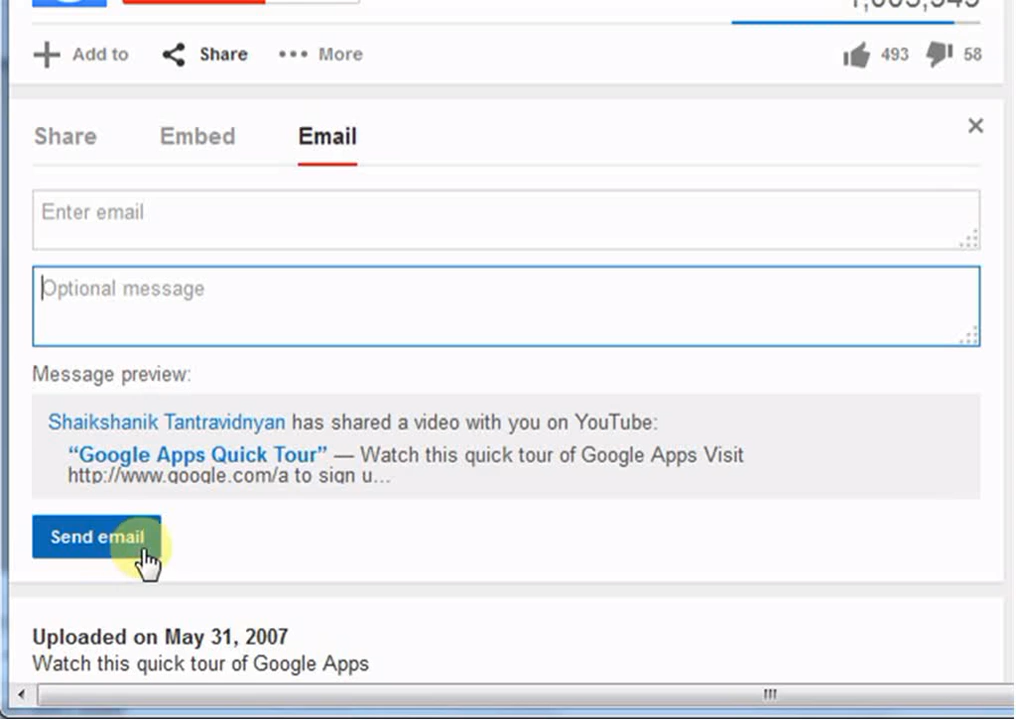 Add to Share More 493 58
Share Embed Email
Enter email
Optional message
Message preview:
Shaikshanik Tantravidnyan has shared a video with you on YouTube:
“Google Apps Quick Tour” — Watch this quick tour of Google Apps Visit
http://www.google.com/a to sign u...
Send email
Uploaded on May 31, 2007
Watch this quick tour of Google Apps